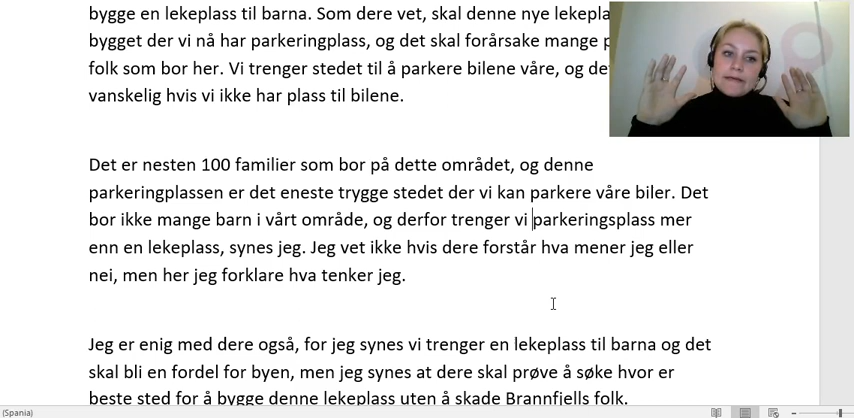 bygge en lekeplass til barna. Som dere vet, skal denne nye
bygget der vi nå har parkeringplass, og det skal forårsake mange
folk som bor her. Vi trenger stedet til å parkere bilene våre, og
vanskelig hvis vi ikke har plass til bilene.
Det er nesten 100 familier som bor på dette området, og denne
parkeringplassen er det eneste trygge stedet der vi kan parkere våre biler. Det
bor ikke mange barn i vårt område, og derfor trenger vi parkeringsplass mer
enn en lekeplass, synes jeg. Jeg vet ikke hvis dere forstår hva mener jeg eller
nei, men her jeg forklare hva tenker jeg.
Jeg er enig med dere også, for jeg synes vi trenger en lekeplass til barna og det
skal bli en fordel for byen, men jeg synes at dere skal prøve å søke hvor er
beste sted for å bygge denne lekeplass uten å skade Brannfjells folk.
(Spania)